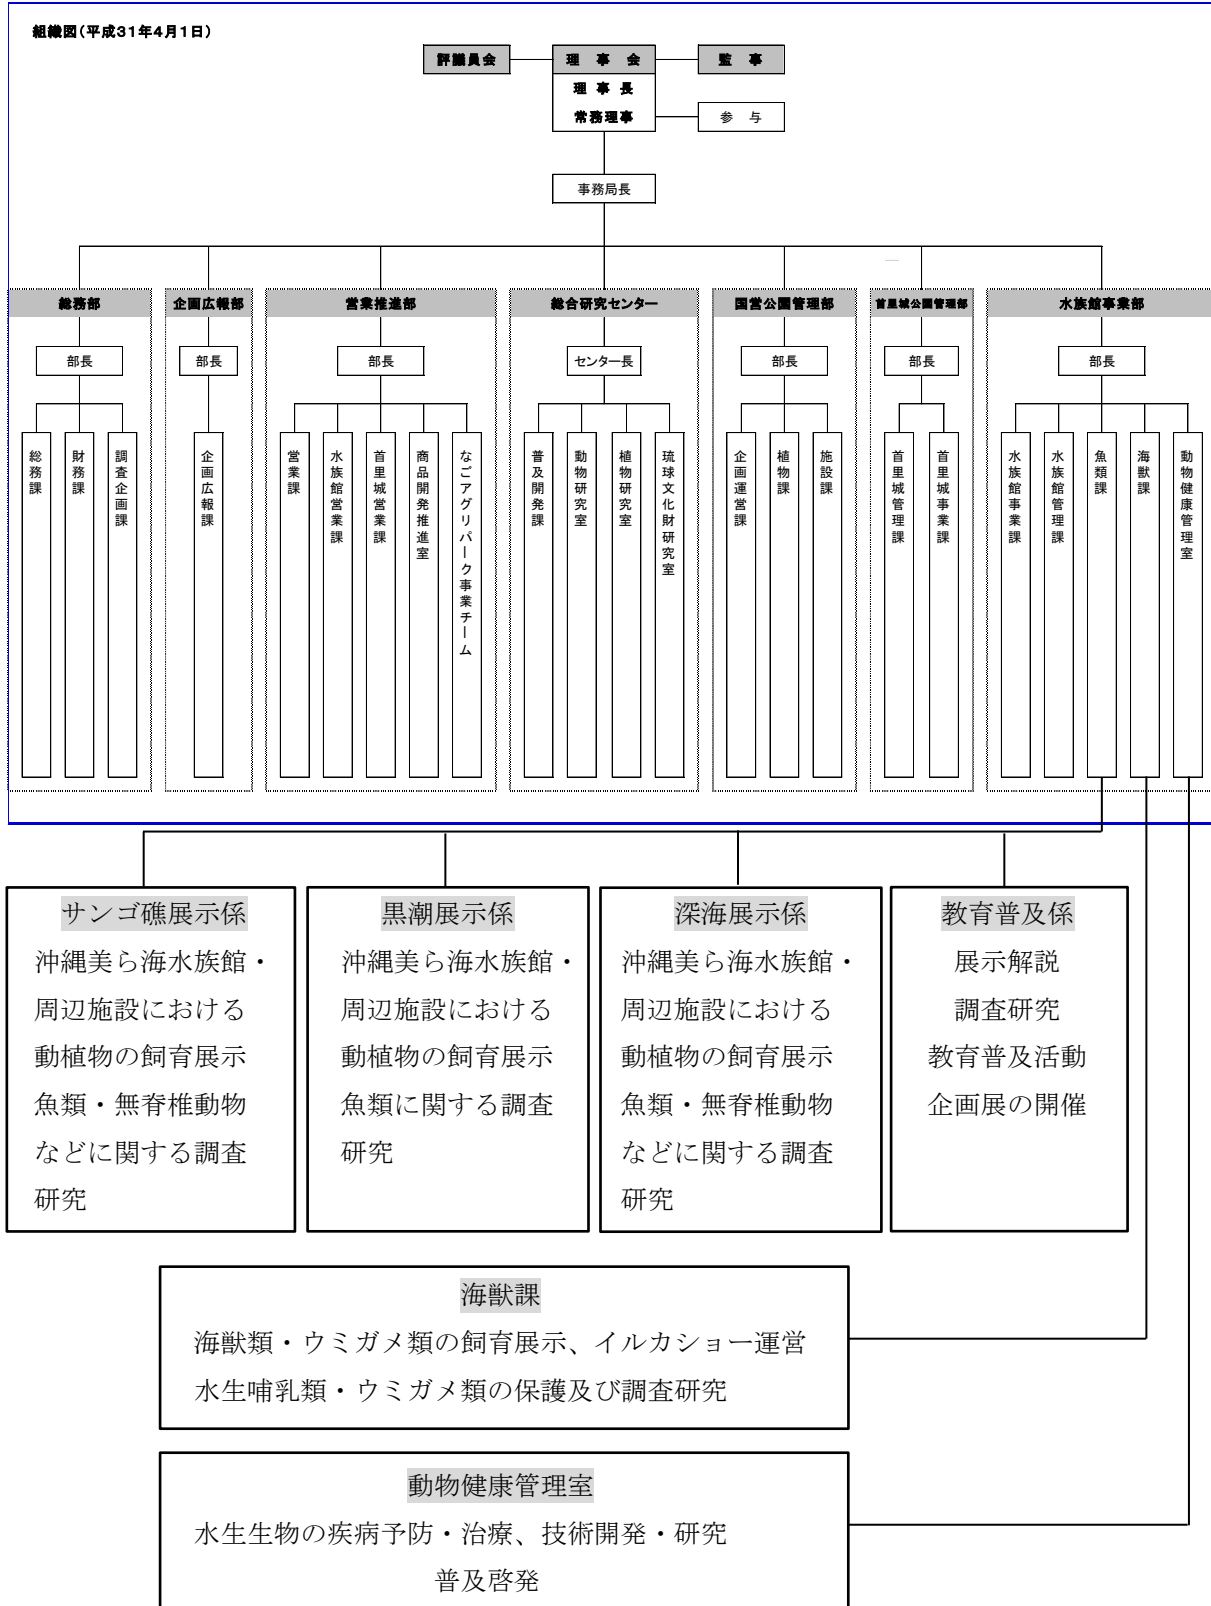 組織図（平成31年4月1日）
評議員会
理事会
監事
理事長
常務理事
参与
事務局長
総務部
企画広報部
営業推進部
総合研究センター
国営公園管理部
首里城公園管理部
水族館事業部
部長
部長
部長
センター長
部長
部長
部長
総務課
財務課
調査企画課
企画広報課
営業課
水族館営業課
首里城営業課
商品開発推進室
なごアグリパーク事業チーム
普及開発課
動物研究室
植物研究室
琉球文化財研究室
企画運営課
植物課
施設課
首里城管理課
首里城事業課
水族館事業課
水族館管理課
魚類課
海獣課
動物健康管理室
サンゴ礁展示係
沖縄美ら海水族館・
周辺施設における
動植物の飼育展示
魚類・無脊椎動物
などに関する調査
研究
黒潮展示係
沖縄美ら海水族館・
周辺施設における
動植物の飼育展示
魚類に関する調査
研究
深海展示係
沖縄美ら海水族館・
周辺施設における
動植物の飼育展示
魚類・無脊椎動物
などに関する調査
研究
教育普及係
展示解説
調査研究
教育普及活動
企画展の開催
海獣課
海獣類・ウミガメ類の飼育展示、イルカショー運営
水生哺乳類・ウミガメ類の保護及び調査研究
動物健康管理室
水生生物の疾病予防・治療、技術開発・研究
普及啓発